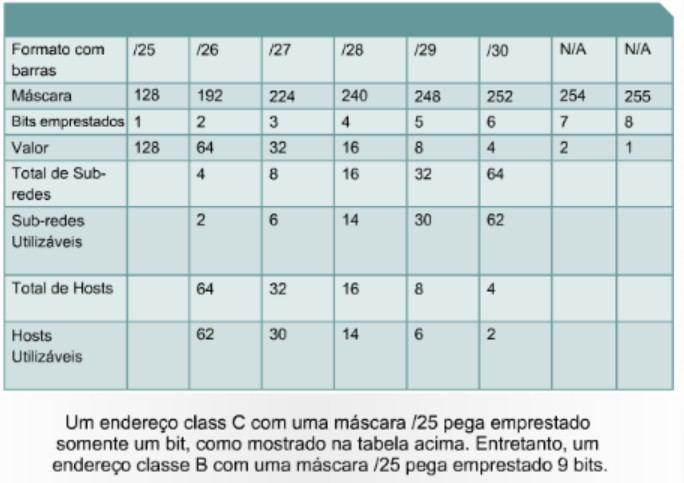 Formato com barras /25 /26 /27 /28 /29 /30 N/A N/A
Máscara 128 192 224 240 248 252 254 255
Bits emprestados 1 2 3 4 5 6 7 8
Valor 128 64 32 16 8 4 2 1
Total de Sub-redes 4 8 16 32 64
Sub-redes Utilizáveis 2 6 14 30 62
Total de Hosts 64 32 16 8 4
Hosts Utilizáveis 62 30 14 6 2
Um endereço class C com uma máscara /25 pega emprestado
somente um bit, como mostrado na tabela acima. Entretanto, um
endereço classe B com uma máscara /25 pega emprestado 9 bits.